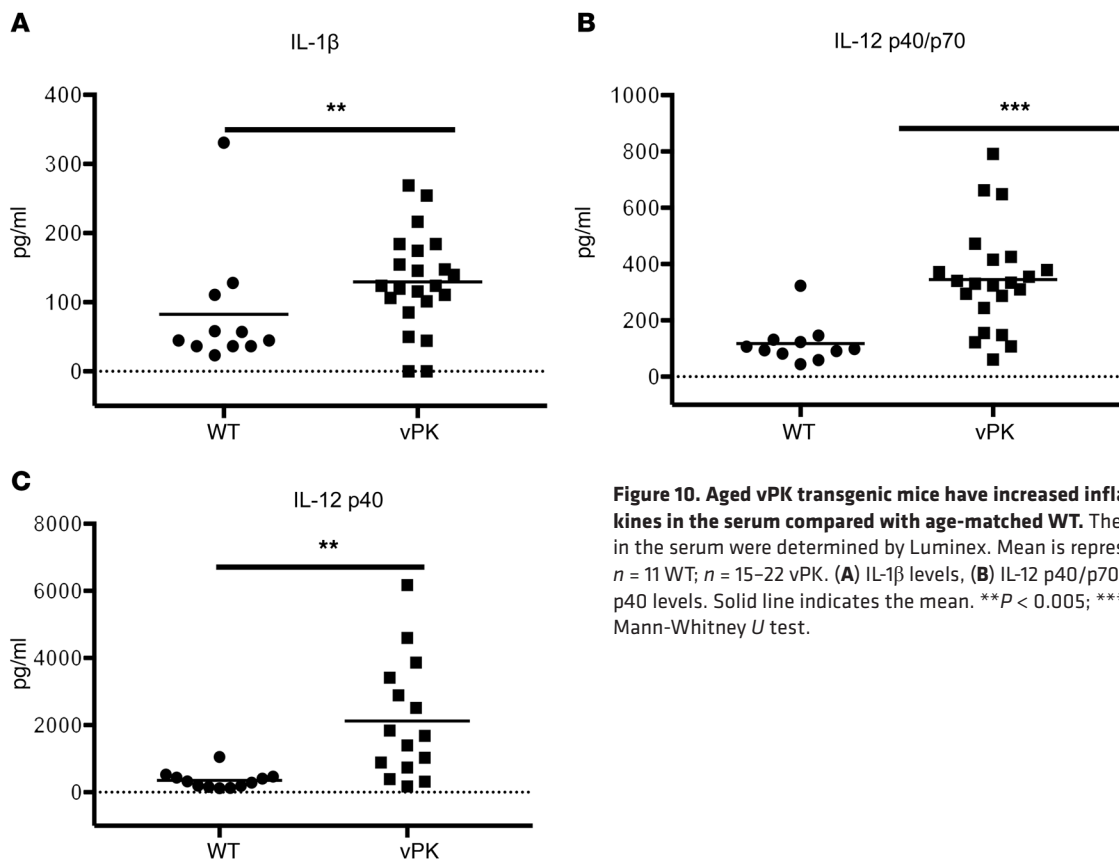 A
IL-1β
**
400
300
200
100
0
pg/ml
WT
vPK
B
IL-12 p40/p70
***
1000
800
600
400
200
0
pg/ml
WT
vPK
C
IL-12 p40
**
8000
6000
4000
2000
0
pg/ml
WT
vPK
Figure 10. Aged vPK transgenic mice have increased
kines in the serum compared with age-matched WT. The
in the serum were determined by Luminex. Mean is
n = 11 WT; n = 15–22 vPK. (A) IL-1β levels, (B) IL-12 p40/p70
p40 levels. Solid line indicates the mean. **P < 0.005; ***
Mann-Whitney U test.